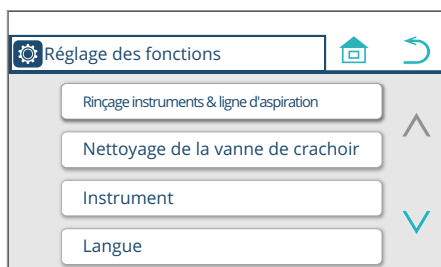 Réglage des fonctions
Rinçage instruments & ligne d'aspiration
Nettoyage de la vanne de crachoir
Instrument
Langue